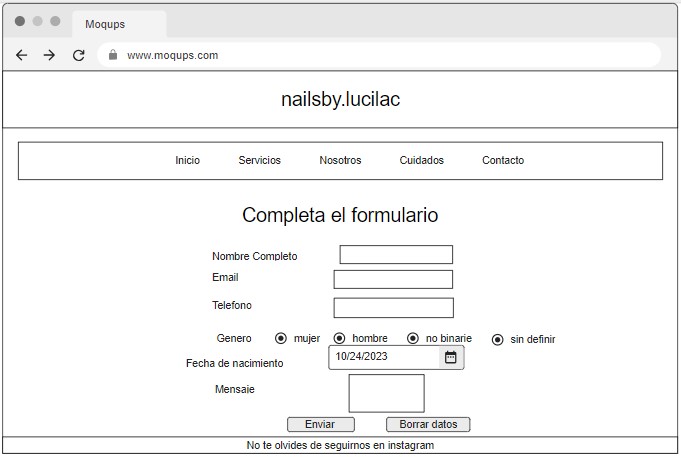 Moqups
www.moqups.com
nailsby.lucilac
Inicio Servicios Nosotros Cuidados Contacto
Completa el formulario
Nombre Completo
Email
Telefono
Genero mujer hombre no binarie sin definir
Fecha de nacimiento 10/24/2023
Mensaje
Enviar Borrar datos
No te olvides de seguirnos en instagram